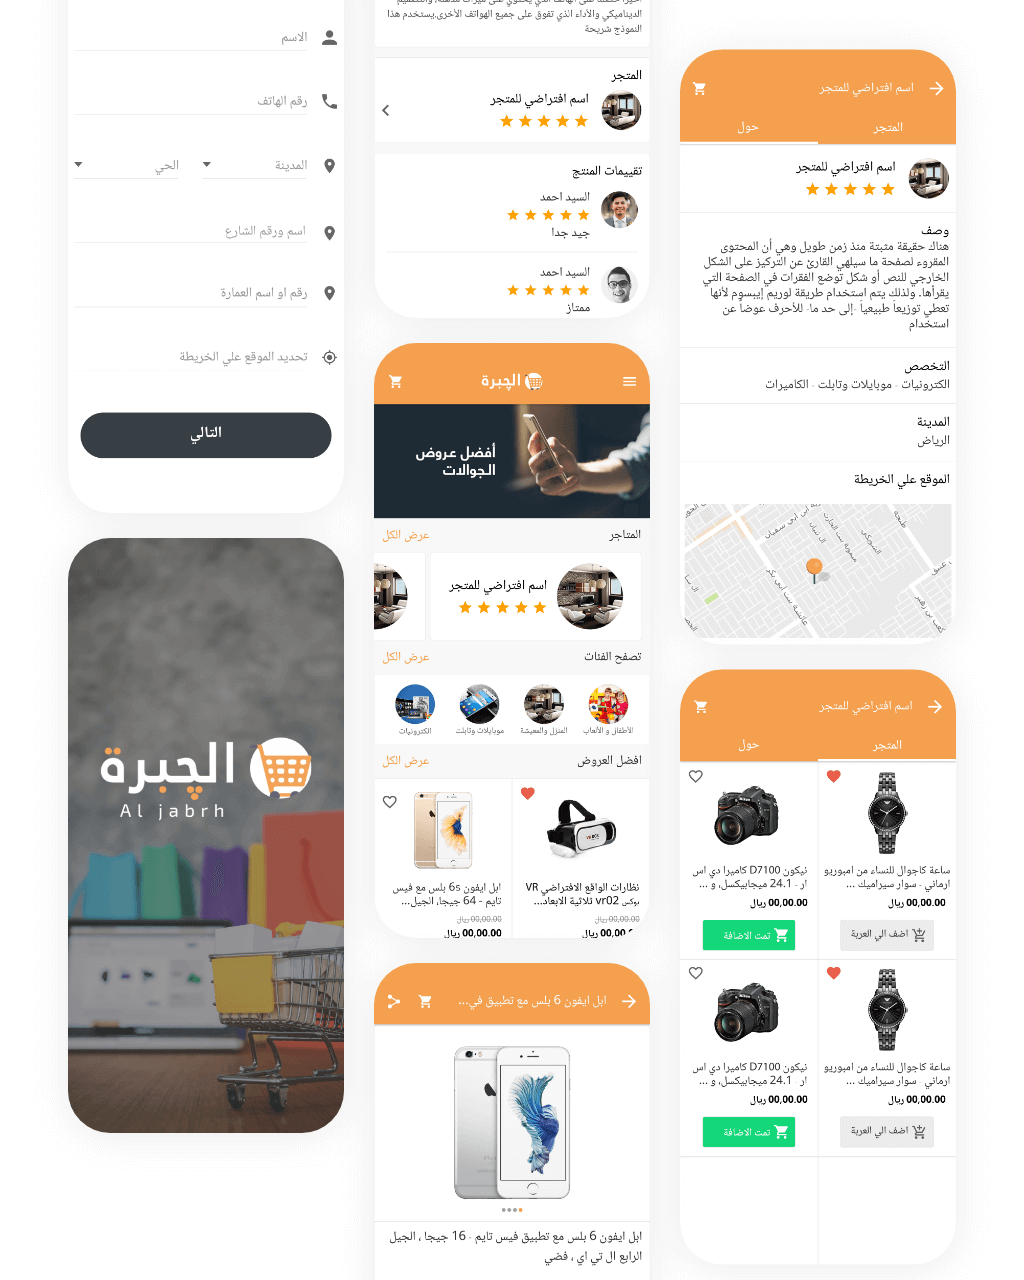 الاسم
رقم الهاتف
المدينة
الحي
اسم ورقم الشارع
رقم او اسم العمارة
تحديد الموقع علي الخريطة
التالي
الچبرة
Al jabrh
الديناميكي والأداء الذي تفوق على جميع الهواتف الأخرى.يستخدم هذا
النموذج شريحة
المتجر
اسم افتراضي للمتجر
تقييمات المنتج
السيد احمد
جيد جدا
السيد احمد
ممتاز
الچبرة
أفضل عروض
الجوالات
المتاجر
عرض الكل
اسم افتراضي للمتجر
تصفح الفئات
عرض الكل
الأطفال و الألعاب
المنزل والمعيشة
موبايلات وتابلت
الكترونيات
افضل العروض
عرض الكل
نظارات الواقع الافتراضي VR
بوكس vr02 ثلاثية الابعاد...
00,00.00 ريال
00,00.00 ريال
ابل ايفون 6s بلس مع فيس
تايم - 64 جيجا، الجيل...
00,00.00 ريال
00,00.00 ريال
ابل ايفون 6 بلس مع تطبيق في...
ابل ايفون 6 بلس مع تطبيق فيس تايم - 16 جيجا ، الجيل
الرابع ال تي اي ، فضي
اسم افتراضي للمتجر
المتجر
حول
اسم افتراضي للمتجر
وصف
هناك حقيقة مثبتة منذ زمن طويل وهي أن المحتوى
المقروء لصفحة ما سيلهي القارئ عن التركيز على الشكل
الخارجي للنص أو شكل توضع الفقرات في الصفحة التي
يقرأها. ولذلك يتم استخدام طريقة لوريم إيبسوم لأنها
تعطي توزيعاَ طبيعياَ -إلى حد ما- للأحرف عوضاً عن
استخدام
التخصص
الكترونيات - موبايلات وتابلت - الكاميرات
المدينة
الرياض
الموقع علي الخريطة
اسم افتراضي للمتجر
المتجر
حول
ساعة كاجوال للنساء من امبوريو
ارماني - سوار سيراميك ...
00,00.00 ريال
اضف الي العربة
نيكون D7100 كاميرا دي اس
ار - 24.1 ميجابيكسل، و ...
00,00.00 ريال
تمت الاضافة
ساعة كاجوال للنساء من امبوريو
ارماني - سوار سيراميك ...
00,00.00 ريال
اضف الي العربة
نيكون D7100 كاميرا دي اس
ار - 24.1 ميجابيكسل، و ...
00,00.00 ريال
تمت الاضافة